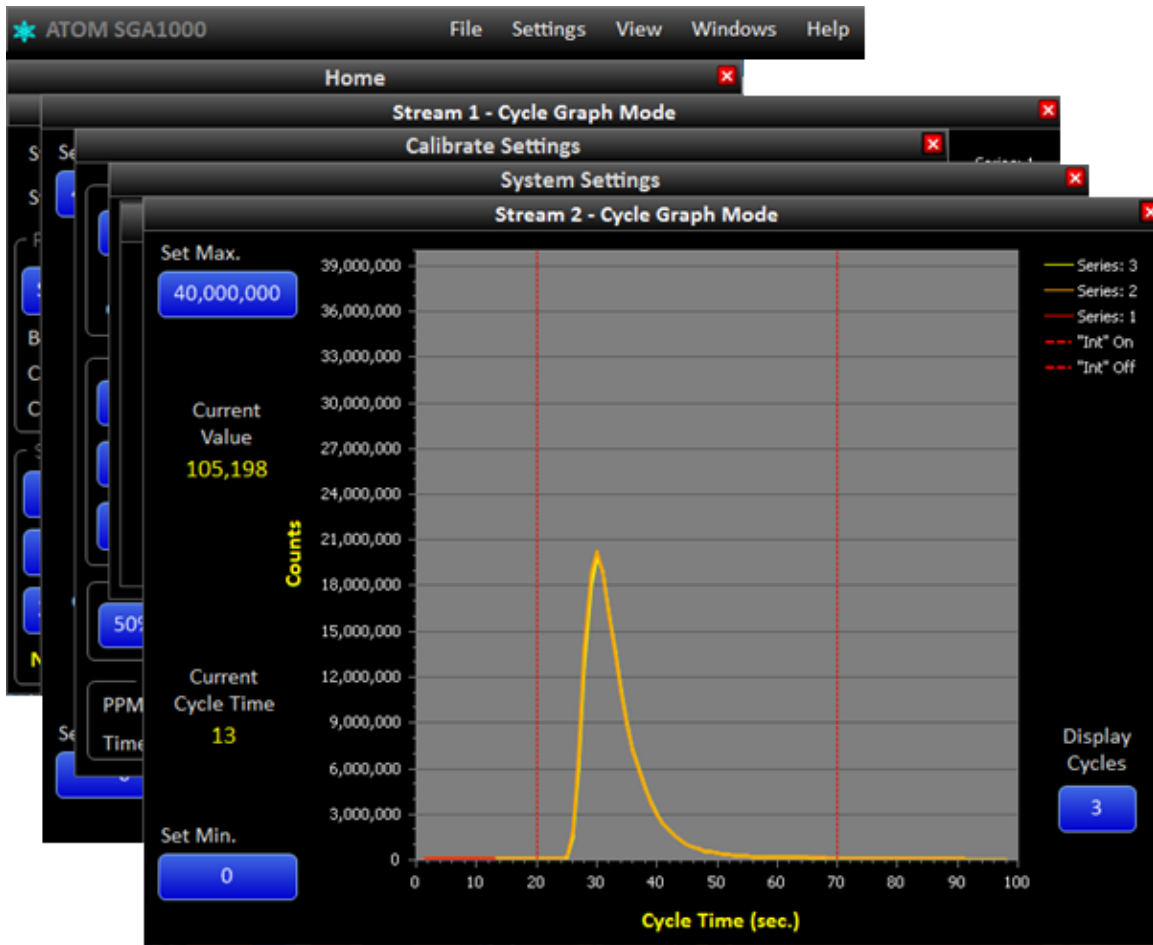 ATOM SGA1000
File Settings View Windows Help
Home
Stream 1 - Cycle Graph Mode
Calibrate Settings
System Settings
Stream 2 - Cycle Graph Mode
Set Max.
40,000,000
Current
Value
105,198
Current
Cycle Time
13
Set Min.
0
Counts
39,000,000
36,000,000
33,000,000
30,000,000
27,000,000
24,000,000
21,000,000
18,000,000
15,000,000
12,000,000
9,000,000
6,000,000
3,000,000
0
0 10 20 30 40 50 60 70 80 90 100
Cycle Time (sec.)
Series: 3
Series: 2
Series: 1
"Int" On
"Int" Off
Display
Cycles
3
PPM
Time